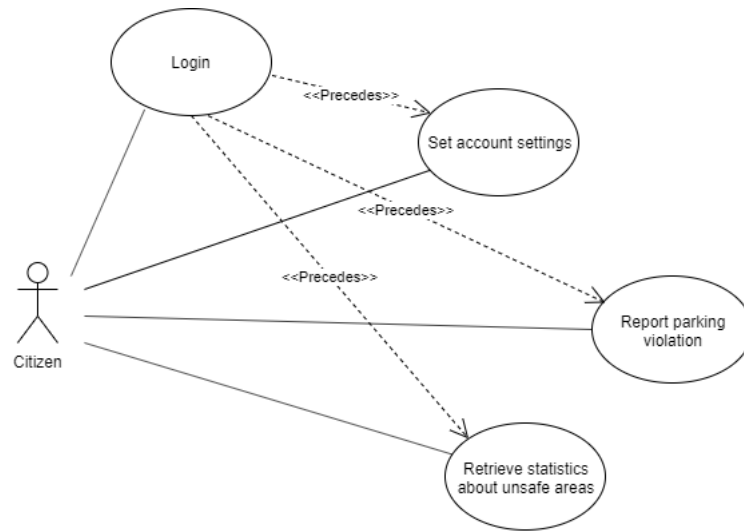 Login
<<Precedes>>
Set account settings
<<Precedes>>
<<Precedes>>
Report parking
violation
Citizen
Retrieve statistics
about unsafe areas